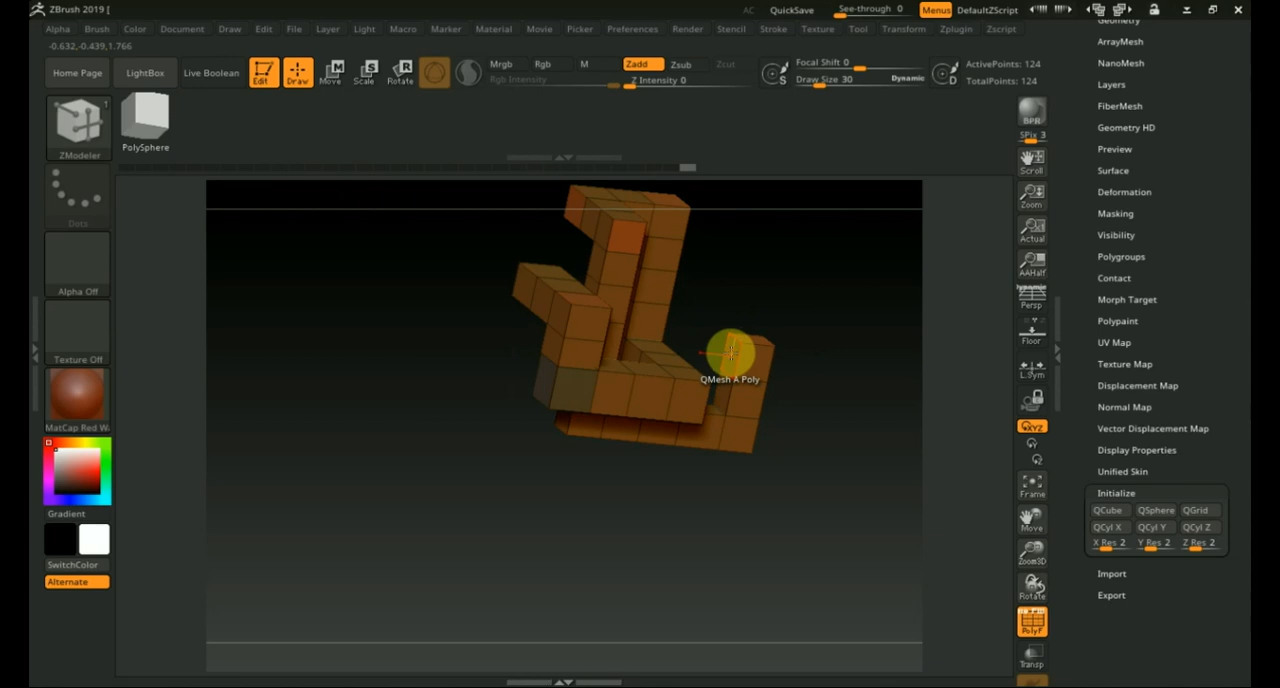 ZBrush 2019 [
AC QuickSave See-through 0 Menus DefaultZScript
Alpha Brush Color Document Draw Edit File Layer Light Macro Marker Material Movie Picker Preferences Render Stencil Stroke Texture Tool Transform Zplugin Zscript
-0.632,-0.439,1.766
Home Page LightBox Live Boolean Edit Draw Move Scale Rotate
Mrgb Rgb M Zadd Zsub Zcut
Rgb Intensity Z Intensity 0
Focal Shift 0
Draw Size 30 Dynamic
ActivePoints: 124
TotalPoints: 124
1
ZModeler
PolySphere
Dots
Alpha Off
Texture Off
MatCap Red W
Gradient
SwitchColor
Alternate
QMesh A Poly
BPR
SPix 3
Scroll
Zoom
Actual
AAHalf
Dynamic
Persp
Floor
L.Sym
XYZ
Frame
Move
Zoom3D
Rotate
PolyF
Transp
Geometry
ArrayMesh
NanoMesh
Layers
FiberMesh
Geometry HD
Preview
Surface
Deformation
Masking
Visibility
Polygroups
Contact
Morph Target
Polypaint
UV Map
Texture Map
Displacement Map
Normal Map
Vector Displacement Map
Display Properties
Unified Skin
Initialize
QCube QSphere QGrid
QCyl X QCyl Y QCyl Z
X Res 2 Y Res 2 Z Res 2
Import
Export